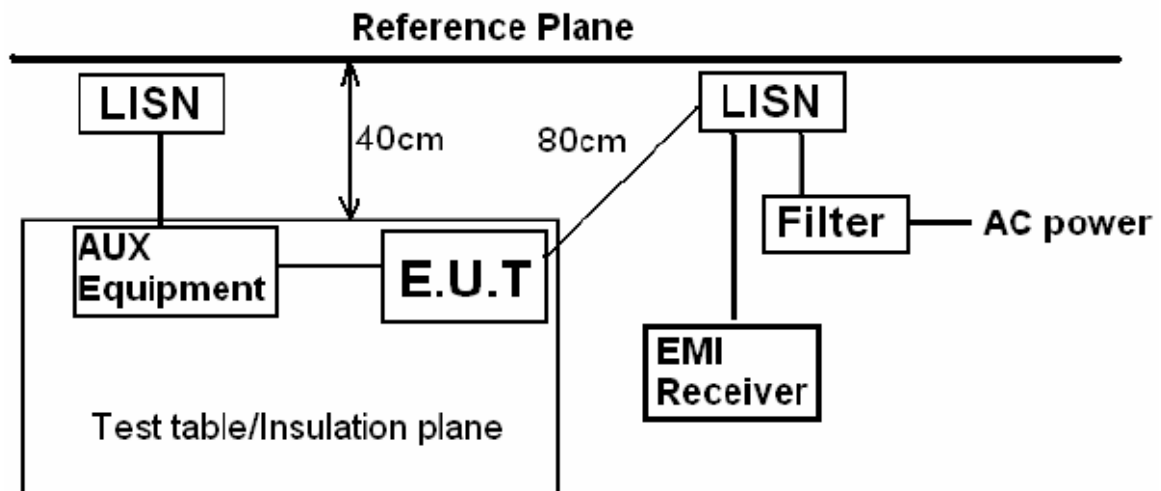 Reference Plane
LISN
40cm
80cm
LISN
Filter
AC power
AUX
Equipment
E.U.T
EMI
Receiver
Test table/Insulation plane